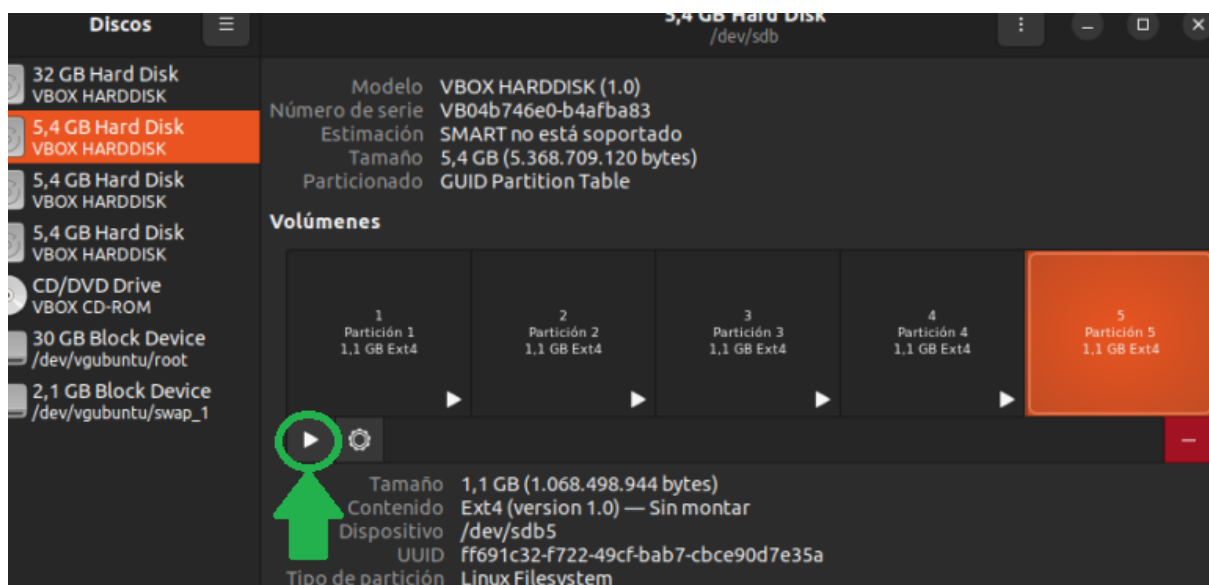 Discos
5,4 GB Hard Disk
/dev/sdb
32 GB Hard Disk
VBOX HARDDISK
5,4 GB Hard Disk
VBOX HARDDISK
5,4 GB Hard Disk
VBOX HARDDISK
5,4 GB Hard Disk
VBOX HARDDISK
CD/DVD Drive
VBOX CD-ROM
30 GB Block Device
/dev/vgubuntu/root
2,1 GB Block Device
/dev/vgubuntu/swap_1
Modelo VBOX HARDDISK (1.0)
Número de serie VB04b746e0-b4afba83
Estimación SMART no está soportado
Tamaño 5,4 GB (5.368.709.120 bytes)
Particionado GUID Partition Table
Volúmenes
1
Partición 1
1,1 GB Ext4
2
Partición 2
1,1 GB Ext4
3
Partición 3
1,1 GB Ext4
4
Partición 4
1,1 GB Ext4
5
Partición 5
1,1 GB Ext4
Tamaño 1,1 GB (1.068.498.944 bytes)
Contenido Ext4 (version 1.0) — Sin montar
Dispositivo /dev/sdb5
UUID ff691c32-f722-49cf-bab7-cbce90d7e35a
Tipo de partición Linux Filesystem